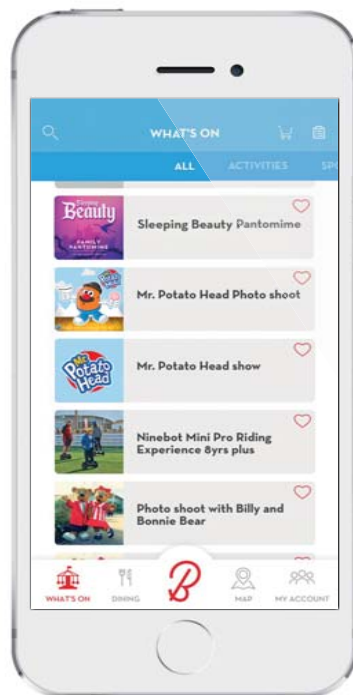 WHAT'S ON
ALL ACTIVITIES SPO
Sleeping
Beauty
FAMILY
PANTOMIME
Sleeping Beauty Pantomime
Mr. Potato Head Photo shoot
Mr.
Potato
Head
Mr. Potato Head show
Ninebot Mini Pro Riding
Experience 8yrs plus
Photo shoot with Billy and
Bonnie Bear
WHAT'S ON
DINING
B
MAP
MY ACCOUNT